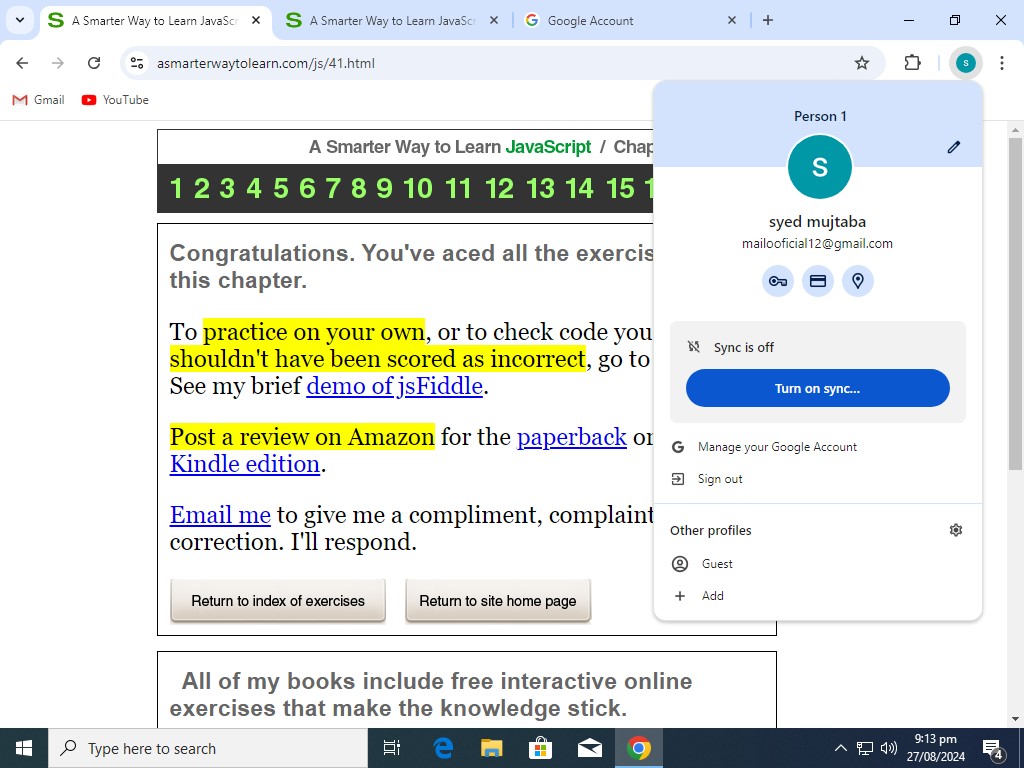 A Smarter Way to Learn JavaSc
A Smarter Way to Learn JavaSc
Google Account
asmarterwaytolearn.com/js/41.html
S
Gmail
YouTube
A Smarter Way to Learn JavaScript / Chap
1 2 3 4 5 6 7 8 9 10 11 12 13 14 15 1
Congratulations. You've aced all the exercis
this chapter.
To practice on your own, or to check code you
shouldn't have been scored as incorrect, go to
See my brief demo of jsFiddle.
Post a review on Amazon for the paperback or
Kindle edition.
Email me to give me a compliment, complaint
correction. I'll respond.
Return to index of exercises
Return to site home page
All of my books include free interactive online
exercises that make the knowledge stick.
Person 1
S
syed mujtaba
mailooficial12@gmail.com
Sync is off
Turn on sync...
Manage your Google Account
Sign out
Other profiles
Guest
Add
Type here to search
9:13 pm
27/08/2024
4